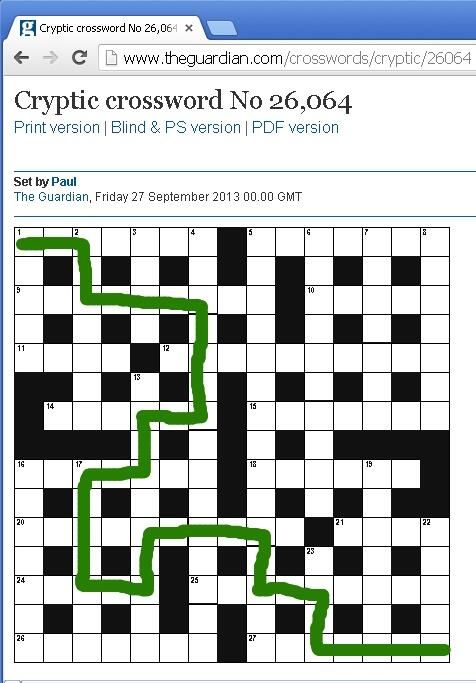 Cryptic crossword No 26,064
www.theguardian.com/crosswords/cryptic/26064
Cryptic crossword No 26,064
Print version | Blind & PS version | PDF version
Set by Paul
The Guardian, Friday 27 September 2013 00.00 GMT
1 2 3 4 5 6 7 8
9 10
11 12
13
14 15
16 17 18 19
20 21 22
23
24 25
26 27